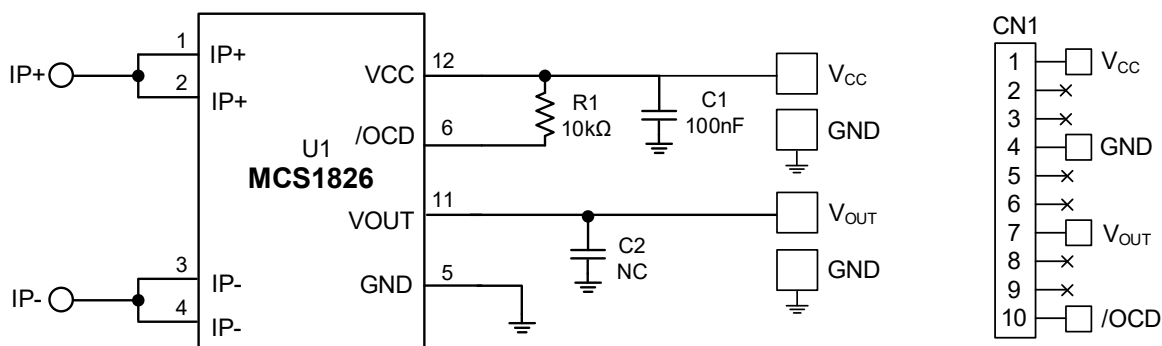 IP+
1
2
IP+
IP+
U1
MCS1826
VCC
12
/OCD
6
R1
10kΩ
C1
100nF
VCC
GND
VOUT
11
C2
NC
VOUT
GND
GND
5
IP-
3
4
IP-
IP-
CN1
1 VCC
2
3
4 GND
5
6
7 VOUT
8
9
10 /OCD